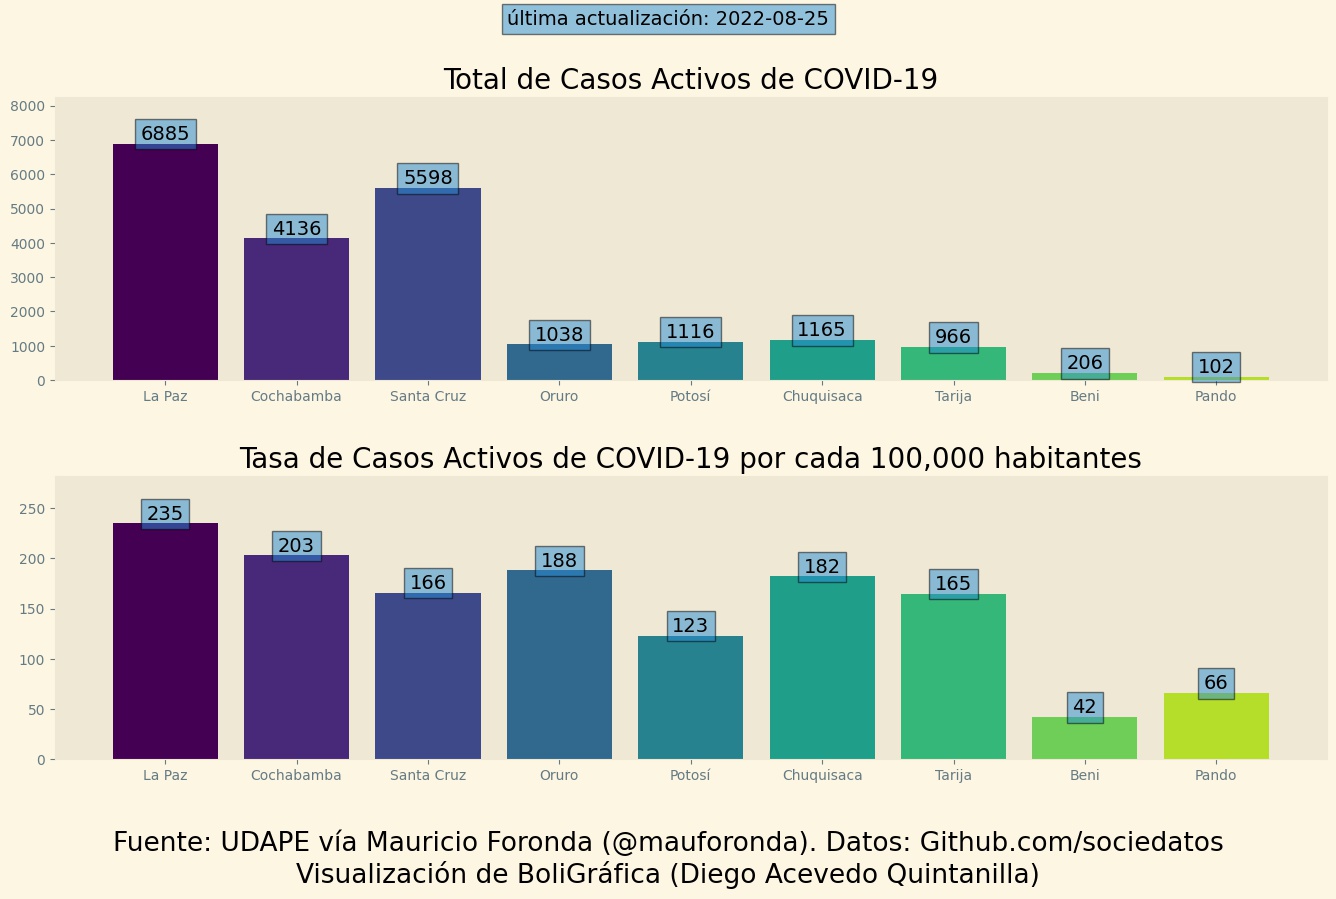 última actualización: 2022-08-25
Total de Casos Activos de COVID-19
8000
7000
6000
5000
4000
3000
2000
1000
0
6885
4136
5598
1038
1116
1165
966
206
102
La Paz
Cochabamba
Santa Cruz
Oruro
Potosí
Chuquisaca
Tarija
Beni
Pando
Tasa de Casos Activos de COVID-19 por cada 100,000 habitantes
250
200
150
100
50
0
235
203
166
188
123
182
165
42
66
La Paz
Cochabamba
Santa Cruz
Oruro
Potosí
Chuquisaca
Tarija
Beni
Pando
Fuente: UDAPE vía Mauricio Foronda (@mauforonda). Datos: Github.com/sociedatos
Visualización de BoliGráfica (Diego Acevedo Quintanilla)